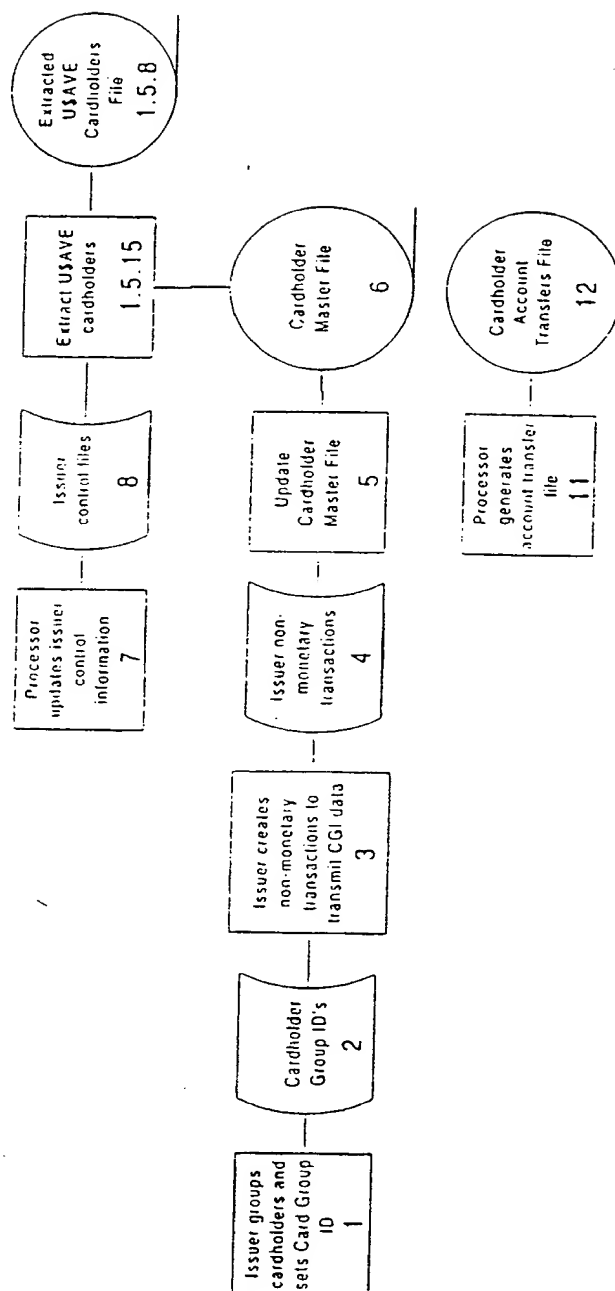 Extracted
U$AVE
Cardholders
File
1.5.8
Extract U$AVE
cardholders
1.5.15
Issuer
control files
8
Processor
updates issuer
control
information
7
Cardholder
Master File
6
Update
Cardholder
Master File
5
Issuer non-
monetary
transactions
4
Issuer creates
non-monetary
transactions to
transmit CGI data
3
Cardholder
Group ID's
2
Issuer groups
cardholders and
sets Card Group
ID
1
Cardholder
Account
Transfers File
12
Processor
generates
account transfer
file
11